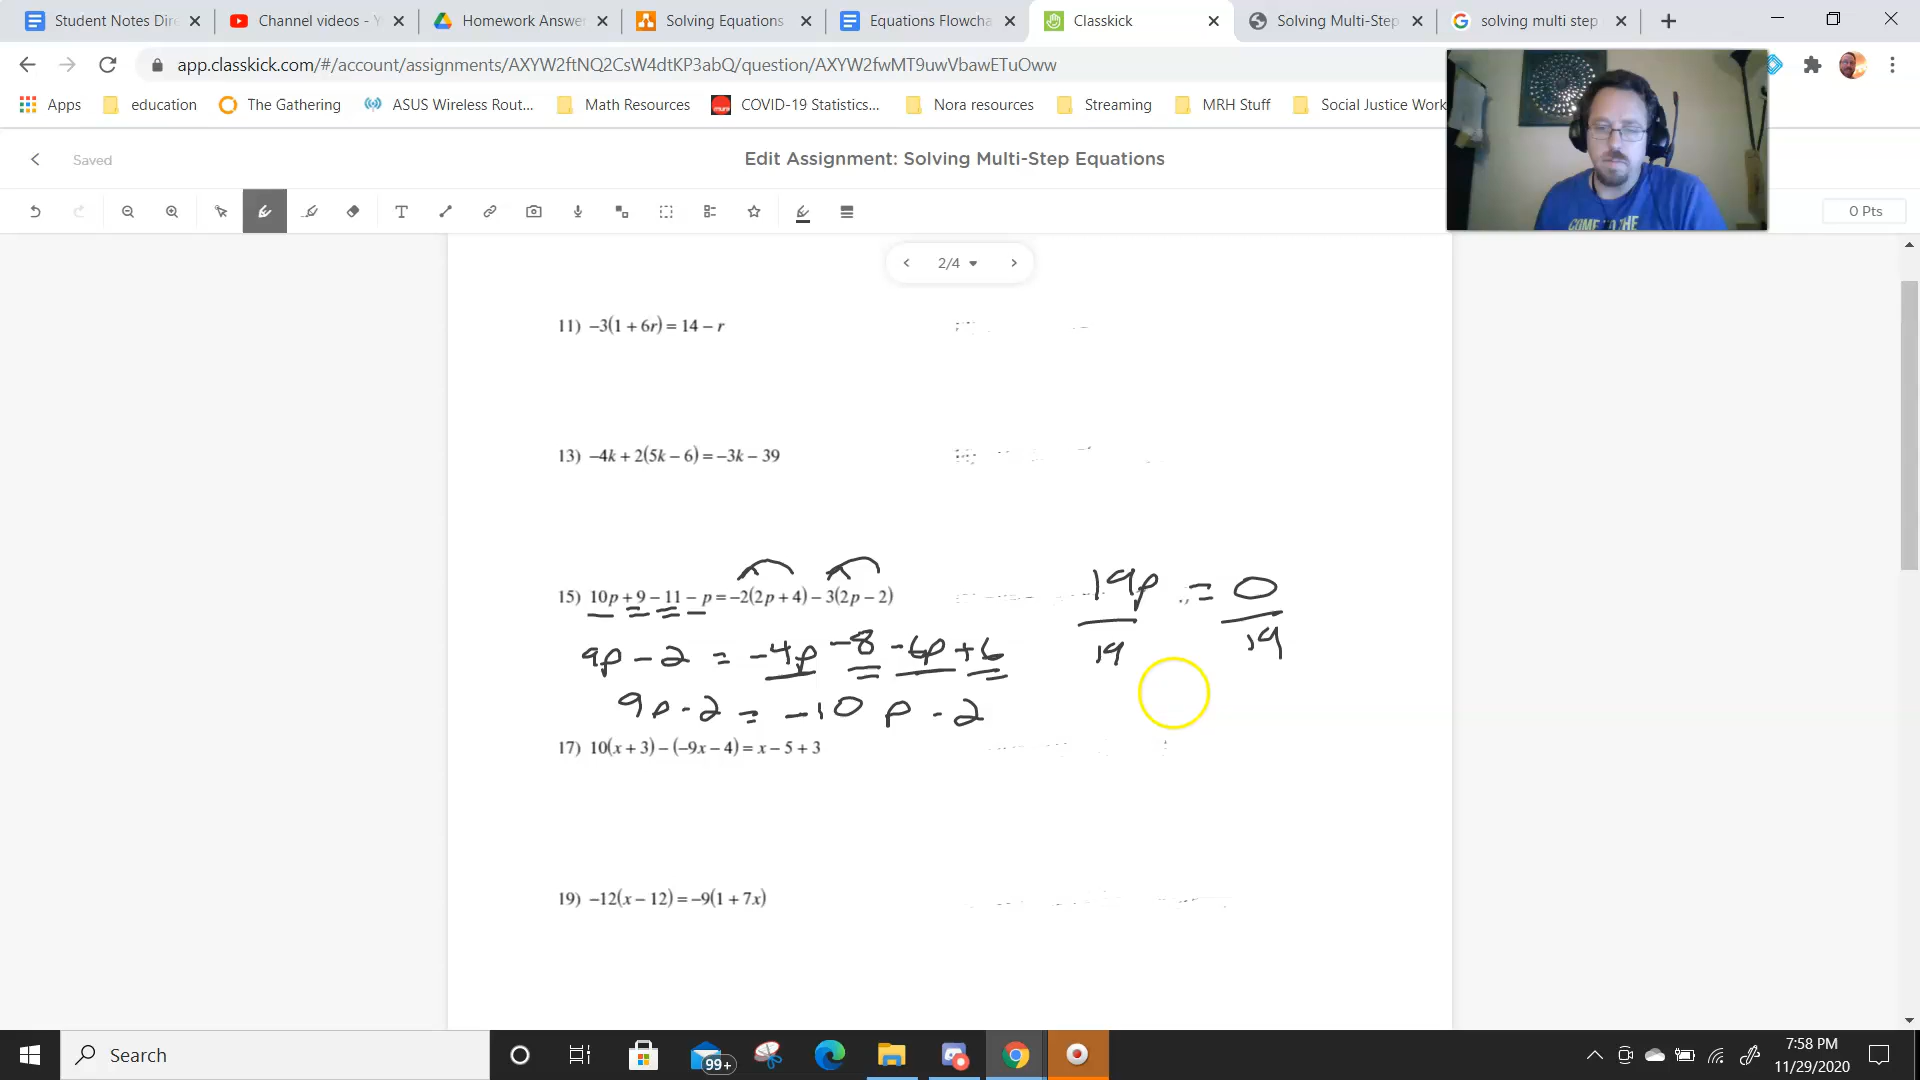 Student Notes Dire
Channel videos - Y
Homework Answe
Solving Equations
Equations Flowcha
Classkick
Solving Multi-Step
solving multi step
app.classkick.com/#/account/assignments/AXYW2ftNQ2CsW4dtKP3abQ/question/AXYW2fwMT9uwVbawETuOww
Apps
education
The Gathering
ASUS Wireless Rout...
Math Resources
COVID-19 Statistics...
Nora resources
Streaming
MRH Stuff
Social Justice Work
COME TO THE
Saved
Edit Assignment: Solving Multi-Step Equations
0 Pts
2/4
11) −3(1 + 6r) = 14 − r
13) −4k + 2(5k − 6) = −3k − 39
15) 10p + 9 − 11 − p = −2(2p + 4) − 3(2p − 2)
9p - 2 = -4p - 8 - 6p + 6
9p - 2 = -10p - 2
19p = 0
19 19
17) 10(x + 3) − (−9x − 4) = x − 5 + 3
19) −12(x − 12) = −9(1 + 7x)
Search
99+
7:58 PM
11/29/2020